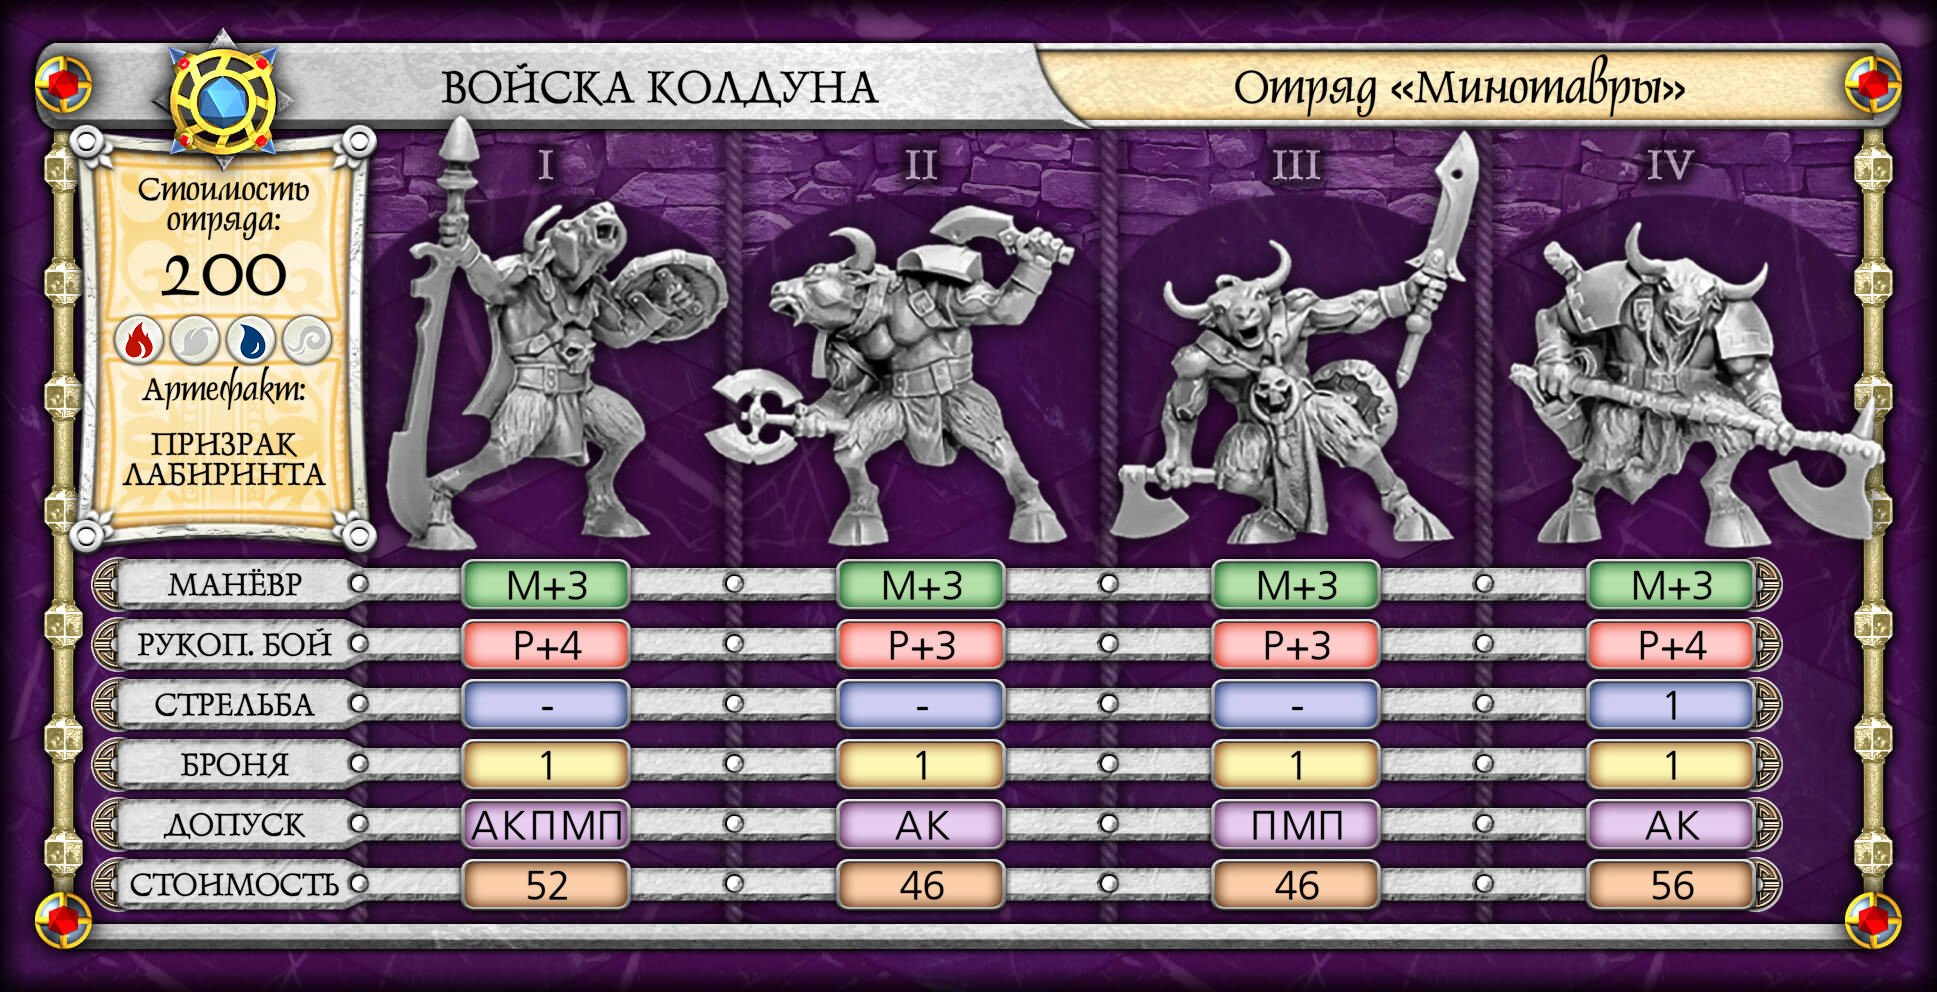 ВОЙСКА КОЛДУНА
Отряд «Минотавры»
Стоимость
отряда:
200
Артефакт:
ПРИЗРАК
ЛАБИРИНТА
I II III IV
МАНЁВР М+3 М+3 М+3 М+3
РУКОП. БОЙ Р+4 Р+3 Р+3 Р+4
СТРЕЛЬБА - - - 1
БРОНЯ 1 1 1 1
ДОПУСК АКПМП АК ПМП АК
СТОИМОСТЬ 52 46 46 56